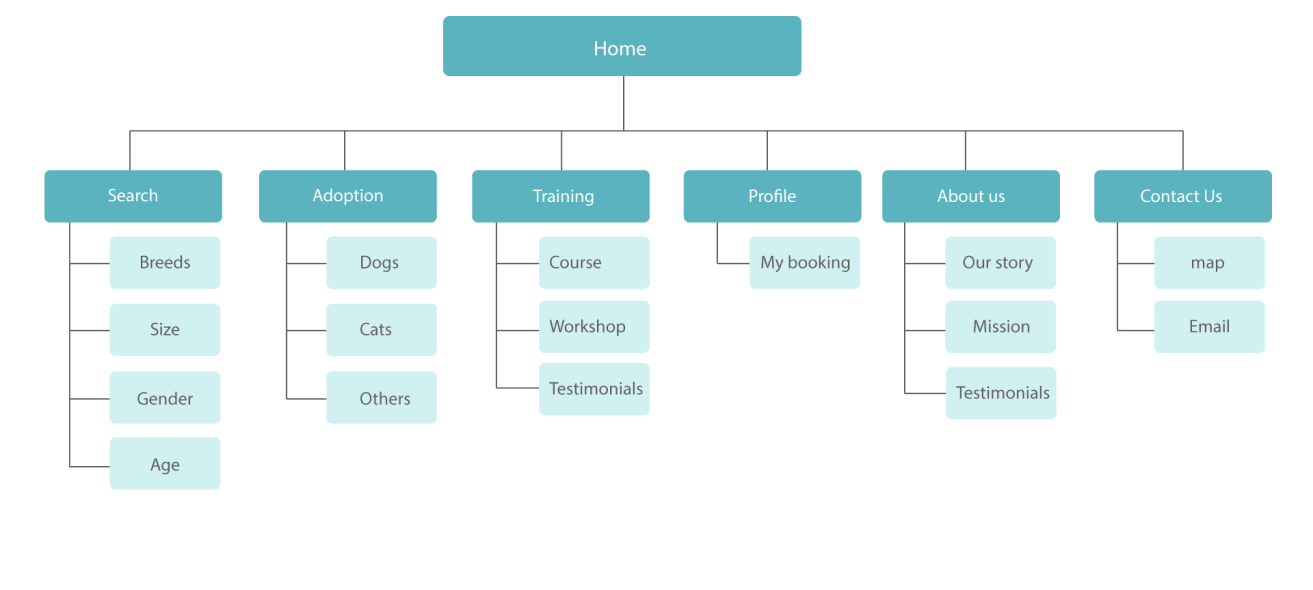 Home
Search
Adoption
Training
Profile
About us
Contact Us
Breeds
Dogs
Course
My booking
Our story
map
Size
Cats
Workshop
Mission
Email
Gender
Others
Testimonials
Testimonials
Age